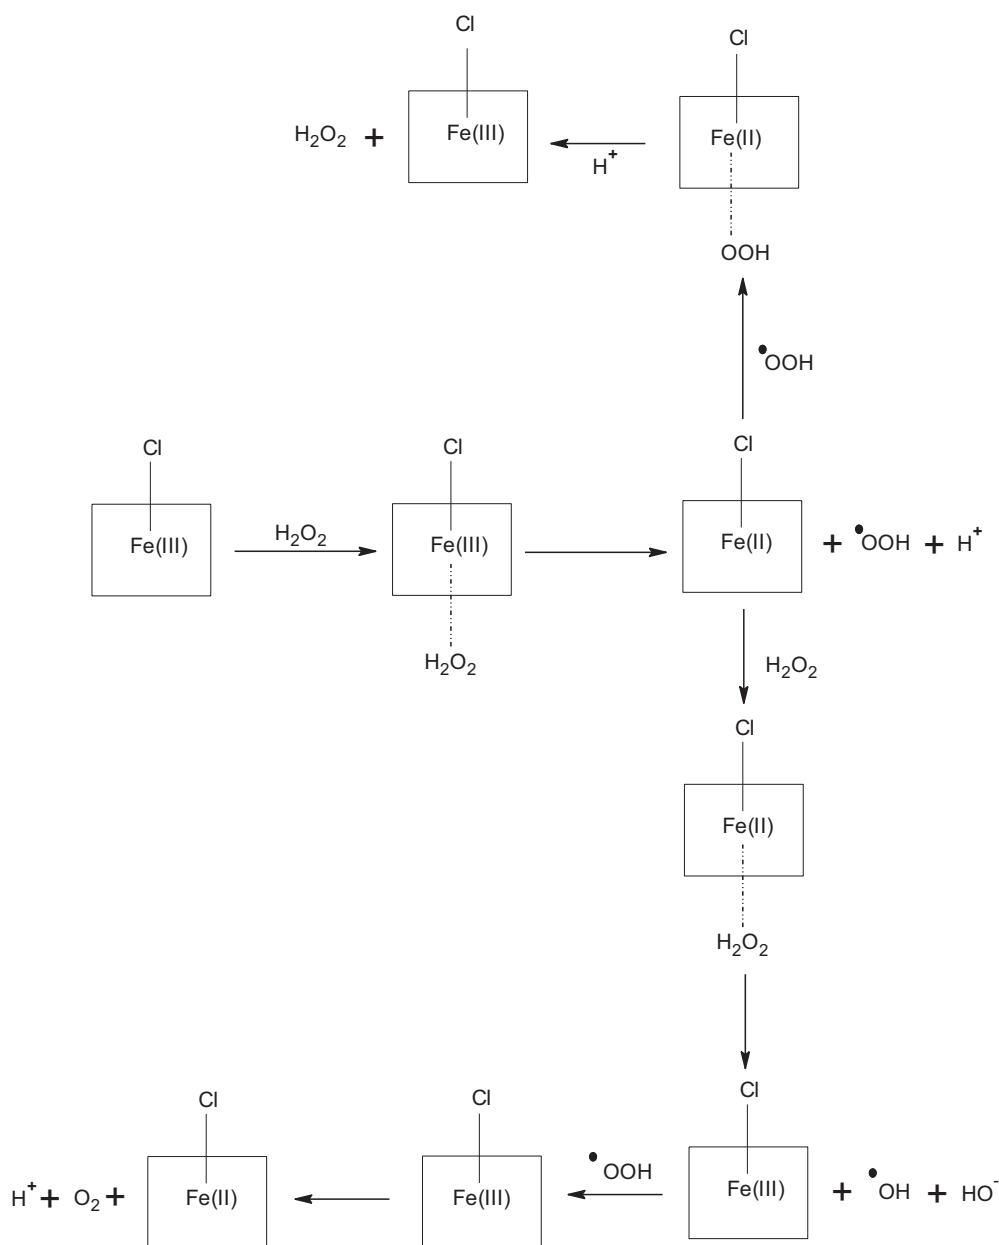 Cl
Cl
H2O2 + Fe(III)
H+
Fe(II)
OOH
•OOH
Cl
Cl
Cl
Fe(III)
H2O2
Fe(III)
Fe(II) + •OOH + H+
H2O2
H2O2
Cl
Fe(II)
H2O2
Cl
Cl
Cl
•OOH
H+ + O2 + Fe(II)
Fe(III)
Fe(III) + •OH + HO-